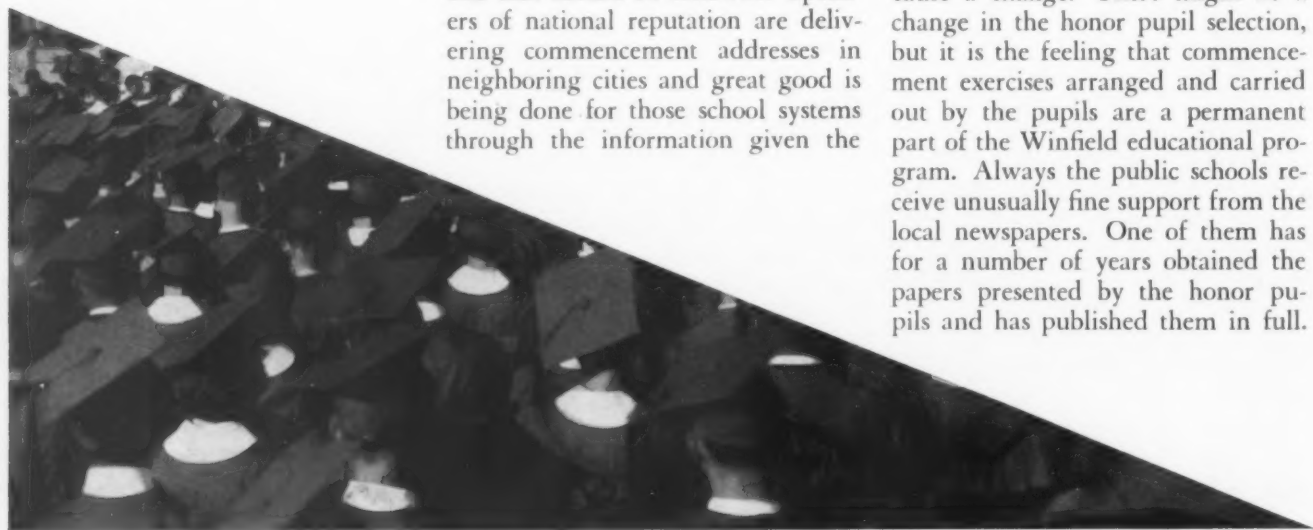 ers of national reputation are deliv-
ering commencement addresses in
neighboring cities and great good is
being done for those school systems
through the information given the
change in the honor pupil selection,
but it is the feeling that commence-
ment exercises arranged and carried
out by the pupils are a permanent
part of the Winfield educational pro-
gram. Always the public schools re-
ceive unusually fine support from the
local newspapers. One of them has
for a number of years obtained the
papers presented by the honor pu-
pils and has published them in full.